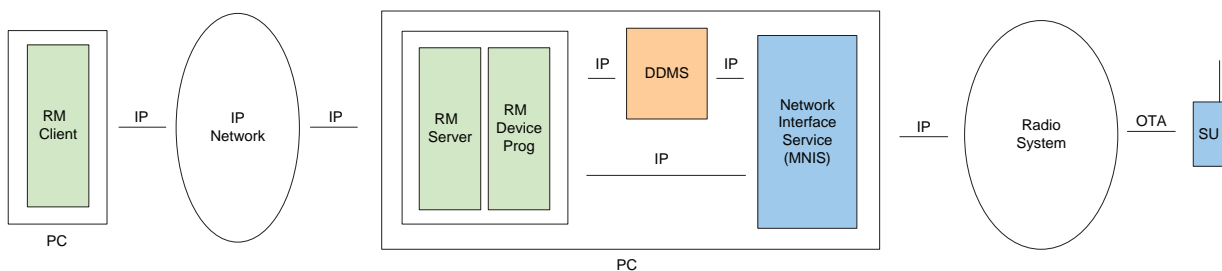 RM
Client
PC
IP
IP
Network
IP
RM
Server
RM
Device
Prog
IP
DDMS
IP
IP
Network
Interface
Service
(MNIS)
PC
IP
Radio
System
OTA
SU